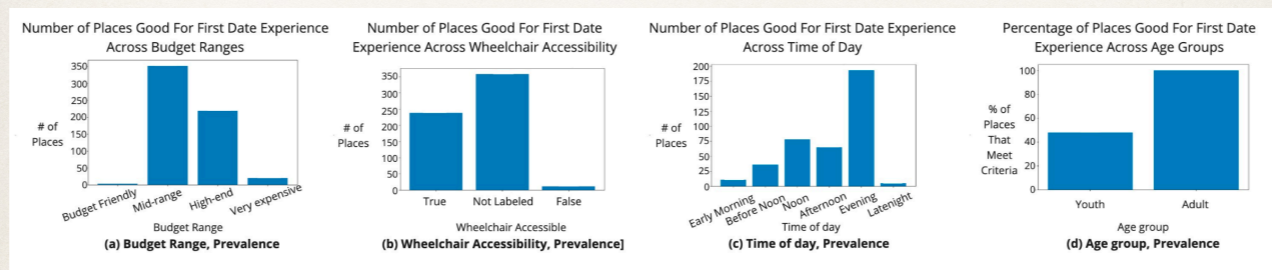 Number of Places Good For First Date Experience
Across Budget Ranges
350
300
250
200
150
100
50
0
# of
Places
Budget Friendly
Mid-range
High-end
Very expensive
Budget Range
(a) Budget Range, Prevalence
Number of Places Good For First Date
Experience Across Wheelchair Accessibility
350
300
250
200
150
100
50
0
# of
Places
True
Not Labeled
False
Wheelchair Accessible
(b) Wheelchair Accessibility, Prevalence]
Number of Places Good For First Date Experience
Across Time of Day
200
175
150
125
100
75
50
25
0
# of
Places
Early Morning
Before Noon
Noon
Afternoon
Evening
Latenight
Time of day
(c) Time of day, Prevalence
Percentage of Places Good For First Date
Experience Across Age Groups
100
80
60
40
20
0
% of
Places
That
Meet
Criteria
Youth
Adult
Age group
(d) Age group, Prevalence